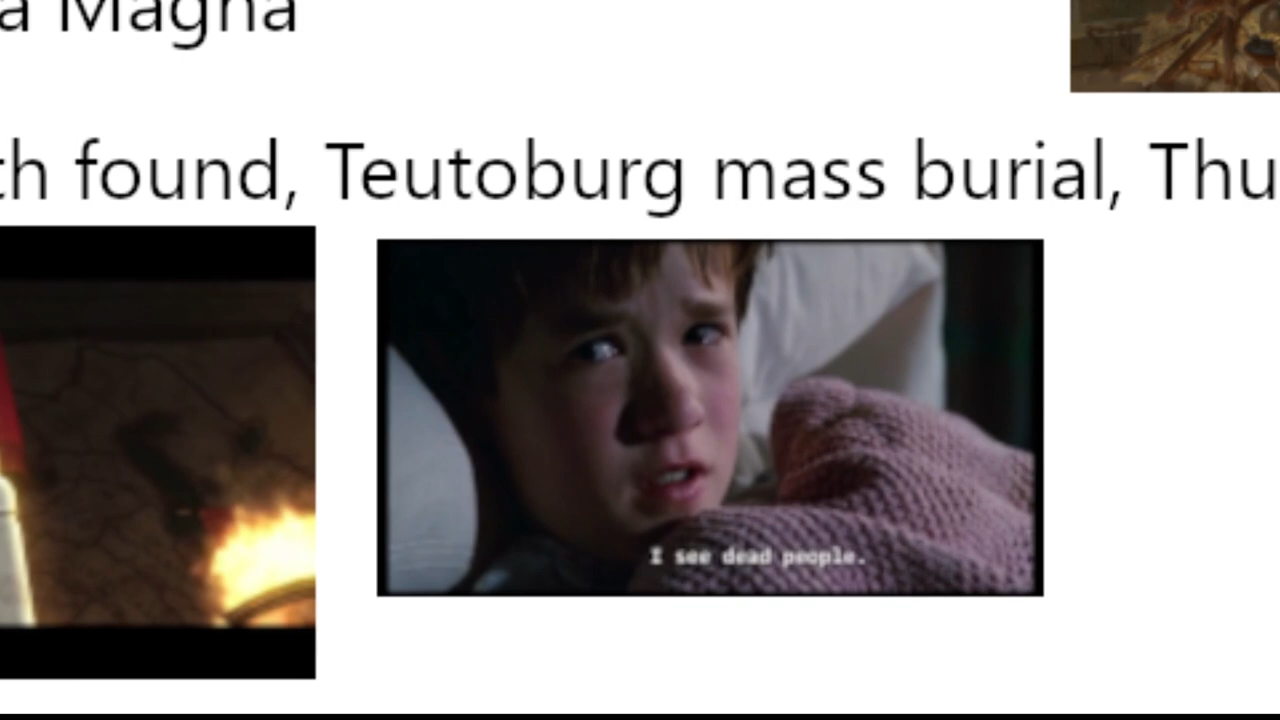 a Magna
th found, Teutoburg mass burial, Thu
I see dead people.